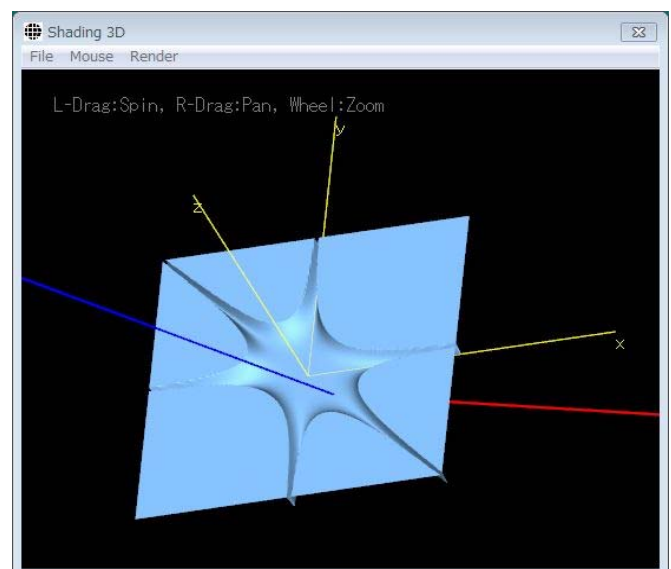 Shading 3D
File Mouse Render
L-Drag:Spin, R-Drag:Pan, Wheel:Zoom
y
z
x